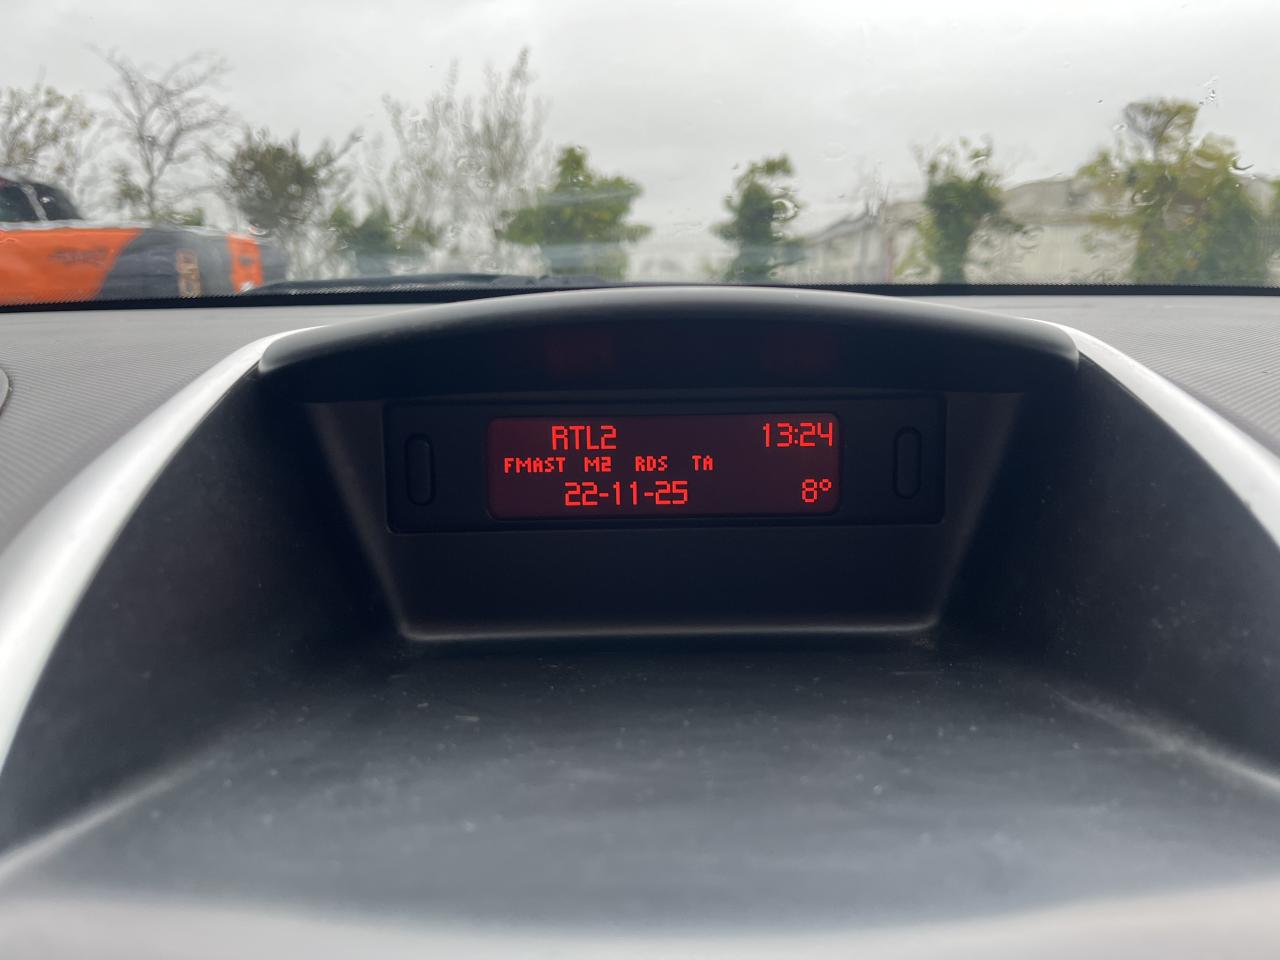 RTL2 13:24
FMAST M2 RDS TA
22-11-25 8°